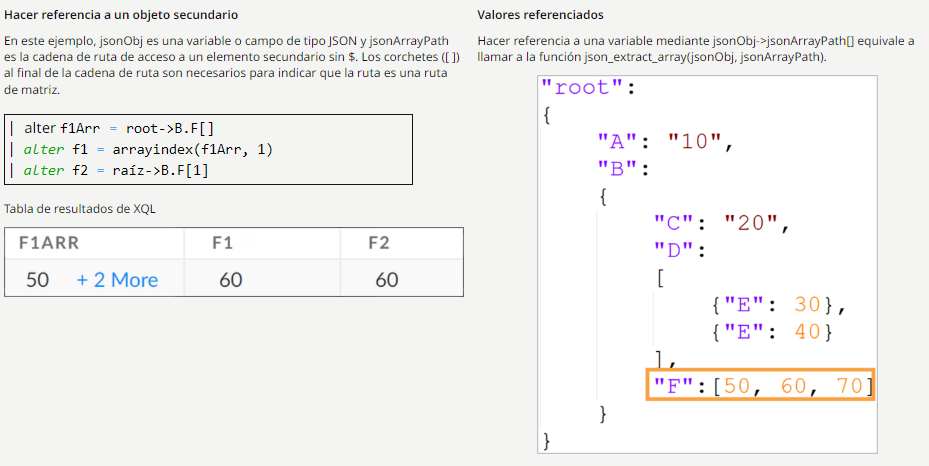 Hacer referencia a un objeto secundario
En este ejemplo, jsonObj es una variable o campo de tipo JSON y jsonArrayPath
es la cadena de ruta de acceso a un elemento secundario sin $. Los corchetes ([ ])
al final de la cadena de ruta son necesarios para indicar que la ruta es una ruta
de matriz.
| alter f1Arr = root->B.F[]
| alter f1 = arrayindex(f1Arr, 1)
| alter f2 = raíz->B.F[1]
Tabla de resultados de XQL
F1ARR F1 F2
50 + 2 More 60 60
Valores referenciados
Hacer referencia a una variable mediante jsonObj->jsonArrayPath[] equivale a
llamar a la función json_extract_array(jsonObj, jsonArrayPath).
"root":
{
"A": "10",
"B":
{
"C": "20",
"D":
[
{"E": 30},
{"E": 40}
],
"F":[50, 60, 70]
}
}